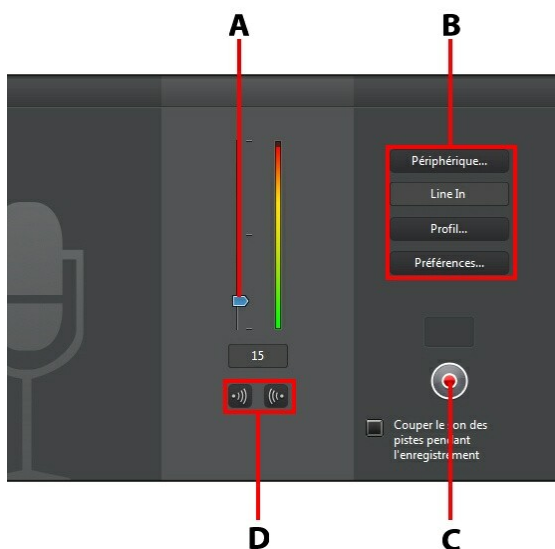 A
B
Périphérique...
Line In
Profil...
Préférences...
15
Couper le son des
pistes pendant
l'enregistrement
D
C